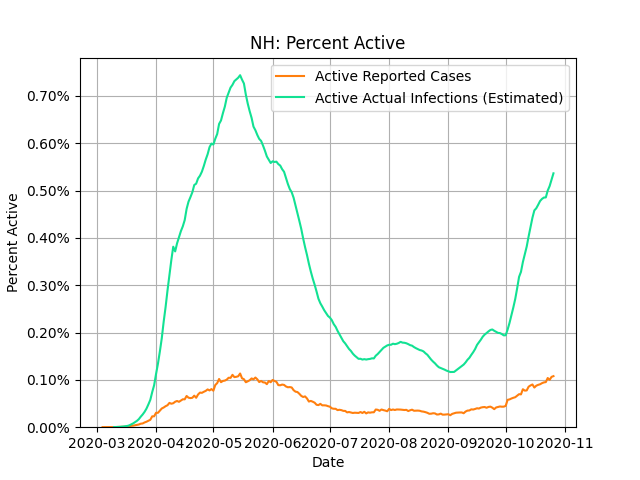 NH: Percent Active
Active Reported Cases
Active Actual Infections (Estimated)
Percent Active
0.70%
0.60%
0.50%
0.40%
0.30%
0.20%
0.10%
0.00%
2020-03 2020-04 2020-05 2020-06 2020-07 2020-08 2020-09 2020-10 2020-11
Date